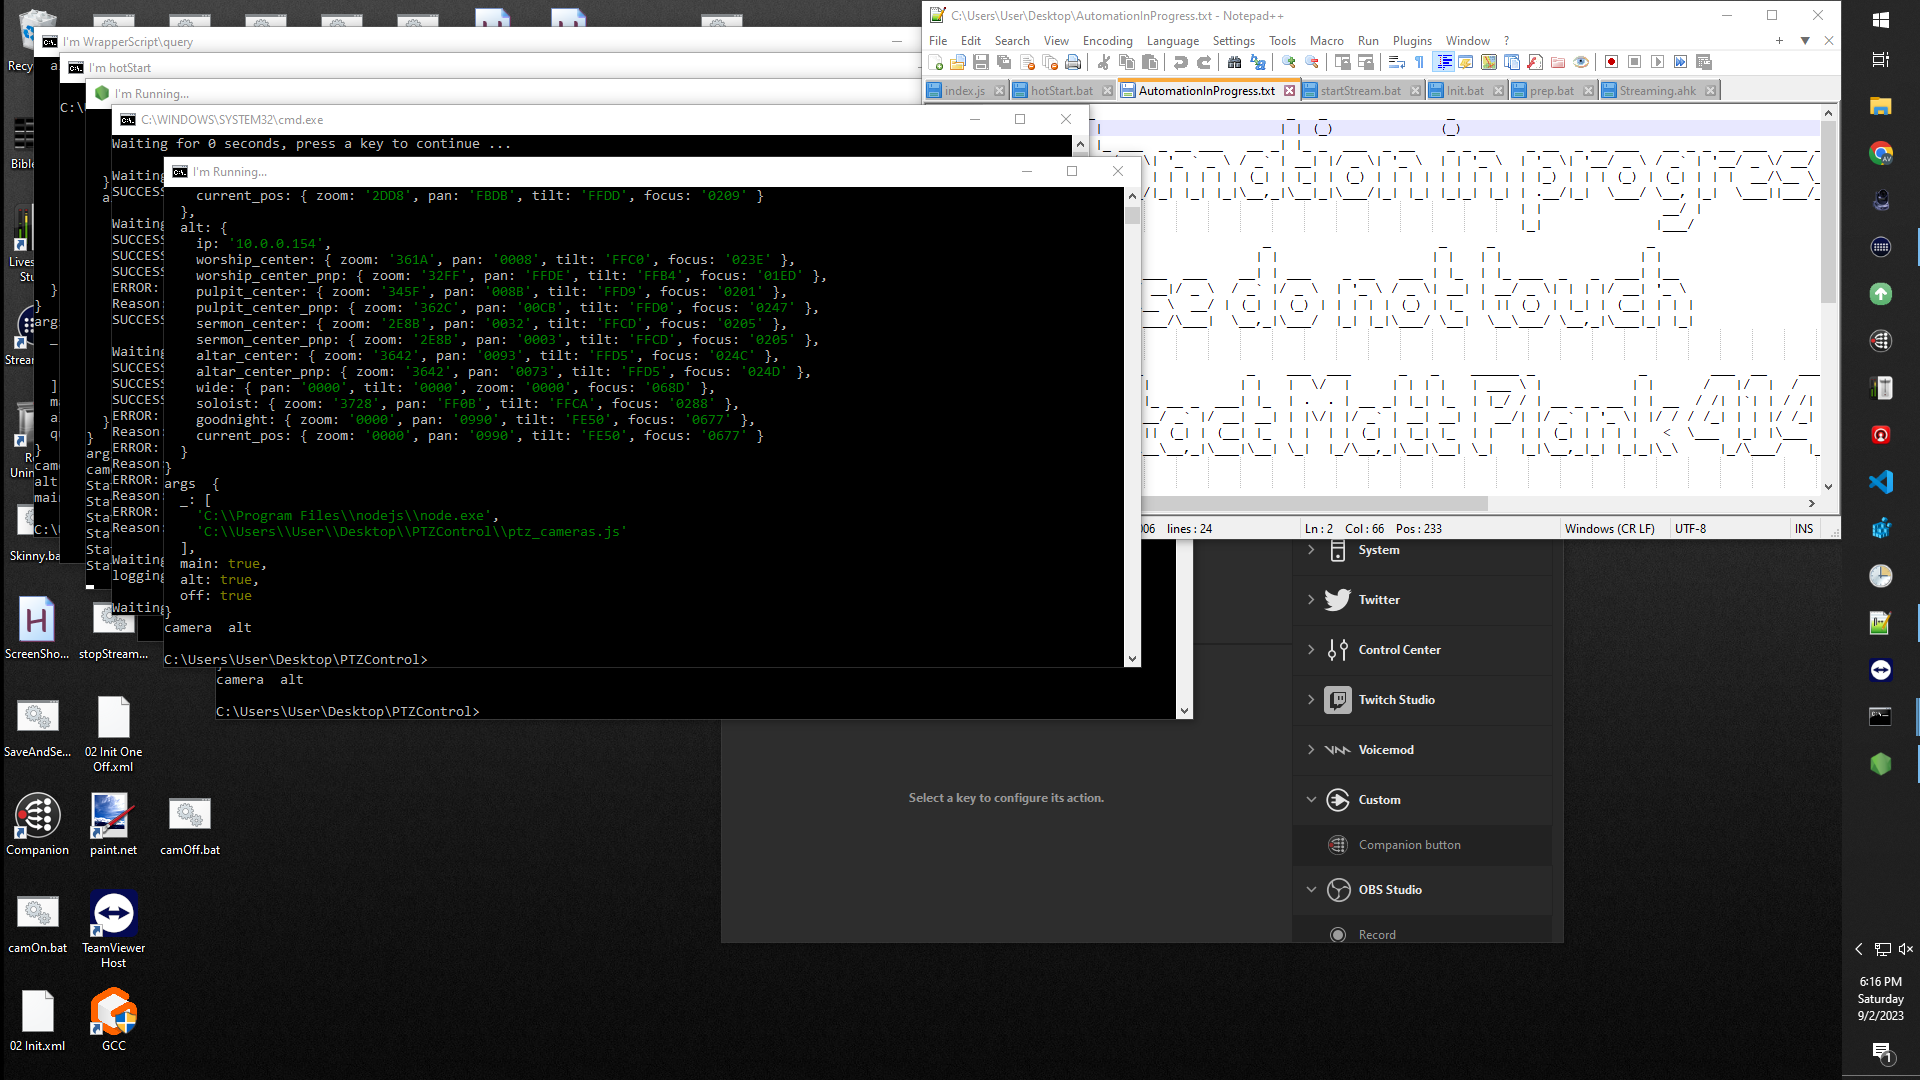 I'm WrapperScript\query
I'm hotStart
I'm Running...
C:\WINDOWS\SYSTEM32\cmd.exe
Waiting for 0 seconds, press a key to continue ...
Waiting
SUCCESS
Waiting
SUCCESS
SUCCESS
SUCCESS
ERROR:
Reason:
SUCCESS
Waiting
SUCCESS
SUCCESS
SUCCESS
ERROR:
Reason:
ERROR:
Reason:
ERROR:
Reason:
ERROR:
Reason:
Waiting
logging
Waiting
I'm Running...
current_pos: { zoom: '2DD8', pan: 'FBDB', tilt: 'FFDD', focus: '0209' }
},
alt: {
ip: '10.0.0.154',
worship_center: { zoom: '361A', pan: '0008', tilt: 'FFC0', focus: '023E' },
worship_center_pnp: { zoom: '32FF', pan: 'FFDE', tilt: 'FFB4', focus: '01ED' },
pulpit_center: { zoom: '345F', pan: '008B', tilt: 'FFD9', focus: '0201' },
pulpit_center_pnp: { zoom: '362C', pan: '00CB', tilt: 'FFD0', focus: '0247' },
sermon_center: { zoom: '2E8B', pan: '0032', tilt: 'FFCD', focus: '0205' },
sermon_center_pnp: { zoom: '2E8B', pan: '0003', tilt: 'FFCD', focus: '0205' },
altar_center: { zoom: '3642', pan: '0093', tilt: 'FFD5', focus: '024C' },
altar_center_pnp: { zoom: '3642', pan: '0073', tilt: 'FFD5', focus: '024D' },
wide: { pan: '0000', tilt: '0000', zoom: '0000', focus: '068D' },
soloist: { zoom: '3728', pan: 'FF0B', tilt: 'FFCA', focus: '0288' },
goodnight: { zoom: '0000', pan: '0990', tilt: 'FE50', focus: '0677' },
current_pos: { zoom: '0000', pan: '0990', tilt: 'FE50', focus: '0677' }
}
}
args  {
_: [
'C:\\Program Files\\nodejs\\node.exe',
'C:\\Users\\User\\Desktop\\PTZControl\\ptz_cameras.js'
],
main: true,
alt: true,
off: true
}
camera  alt
C:\Users\User\Desktop\PTZControl>
camera  alt
C:\Users\User\Desktop\PTZControl>
C:\Users\User\Desktop\AutomationInProgress.txt - Notepad++
File Edit Search View Encoding Language Settings Tools Macro Run Plugins Window ?
index.js hotStart.bat AutomationInProgress.txt startStream.bat Init.bat prep.bat Streaming.ahk
lines : 24 Ln : 2 Col : 66 Pos : 233 Windows (CR LF) UTF-8 INS
System
Twitter
Control Center
Twitch Studio
Voicemod
Custom
Companion button
OBS Studio
Record
Select a key to configure its action.
ScreenSho...
stopStream...
SaveAndSe...
02 Init One
Off.xml
Companion
paint.net
camOff.bat
camOn.bat
TeamViewer
Host
02 Init.xml
GCC
Skinny.ba
6:16 PM
Saturday
9/2/2023
1